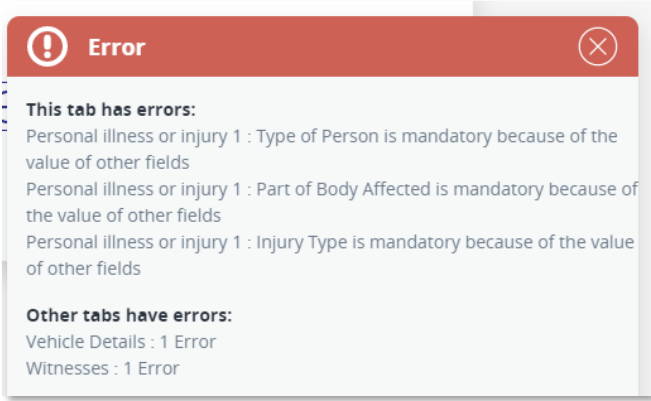 Error
This tab has errors:
Personal illness or injury 1 : Type of Person is mandatory because of the
value of other fields
Personal illness or injury 1 : Part of Body Affected is mandatory because of
the value of other fields
Personal illness or injury 1 : Injury Type is mandatory because of the value
of other fields
Other tabs have errors:
Vehicle Details : 1 Error
Witnesses : 1 Error